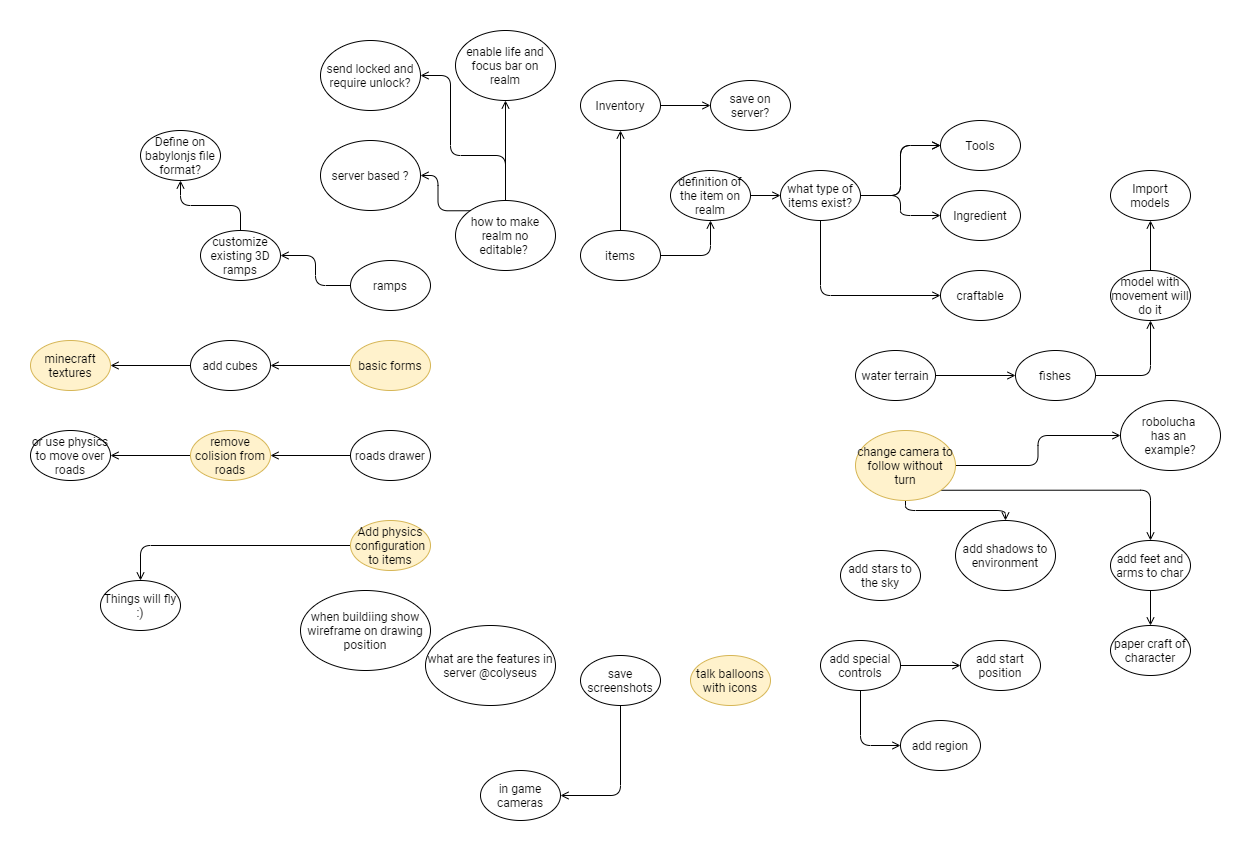 enable life and
focus bar on
realm
send locked and
require unlock?
Inventory
save on
server?
Define on
babylonjs file
format?
Tools
server based ?
definition of
the item on
realm
what type of
items exist?
Import
models
Ingredient
how to make
realm no
editable?
customize
existing 3D
ramps
items
ramps
craftable
model with
movement will
do it
minecraft
textures
add cubes
basic forms
water terrain
fishes
or use physics
to move over
roads
remove
colision from
roads
roads drawer
change camera to
follow without
turn
robolucha
has an
example?
Add physics
configuration
to items
add shadows to
environment
add feet and
arms to char
add stars to
the sky
Things will fly
:)
when buildiing show
wireframe on drawing
position
what are the features in
server @colyseus
save
screenshots
talk balloons
with icons
add special
controls
add start
position
paper craft of
character
add region
in game
cameras